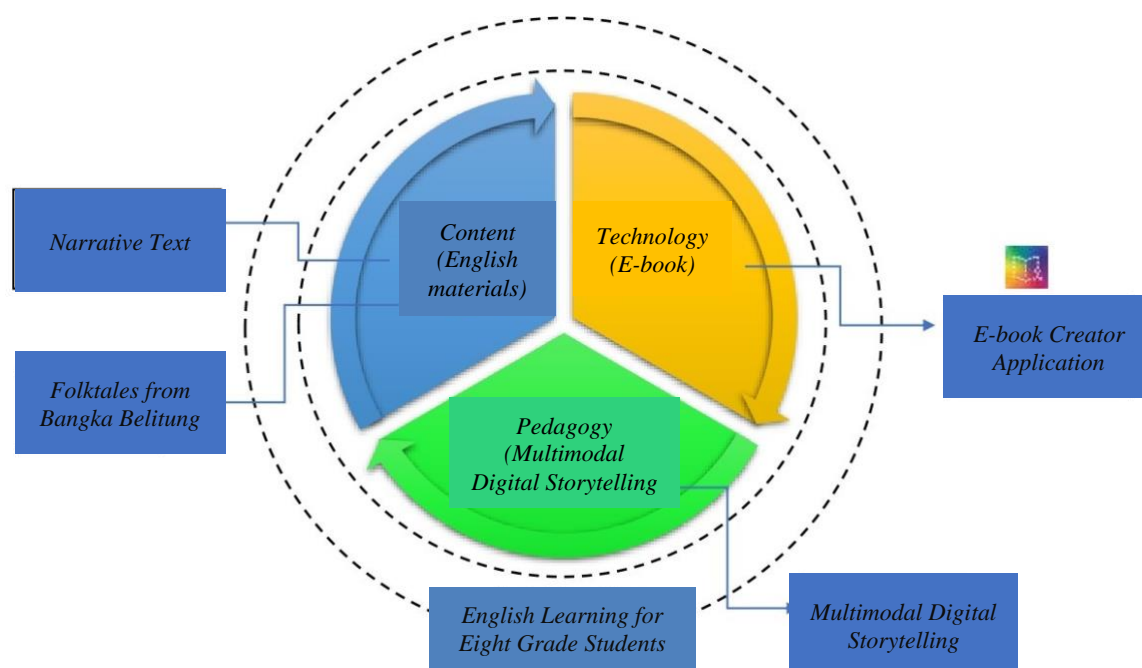 Narrative Text
Content
(English
materials)
Technology
(E-book)
E-book Creator
Application
Folktales from
Bangka Belitung
Pedagogy
(Multimodal
Digital Storytelling
English Learning for
Eight Grade Students
Multimodal Digital
Storytelling